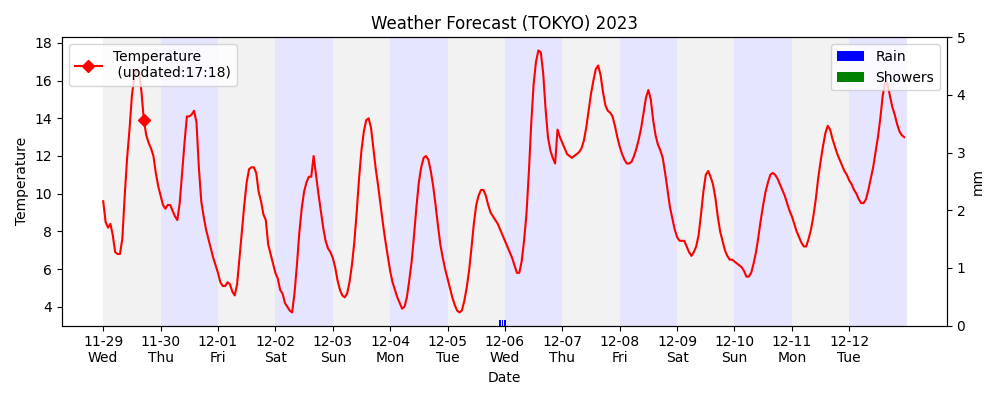 Weather Forecast (TOKYO) 2023
Temperature
(updated:17:18)
Rain
Showers
Temperature
18
16
14
12
10
8
6
4
5
4
3
2
1
0
mm
11-29 11-30 12-01 12-02 12-03 12-04 12-05 12-06 12-07 12-08 12-09 12-10 12-11 12-12
Wed Thu Fri Sat Sun Mon Tue Wed Thu Fri Sat Sun Mon Tue
Date